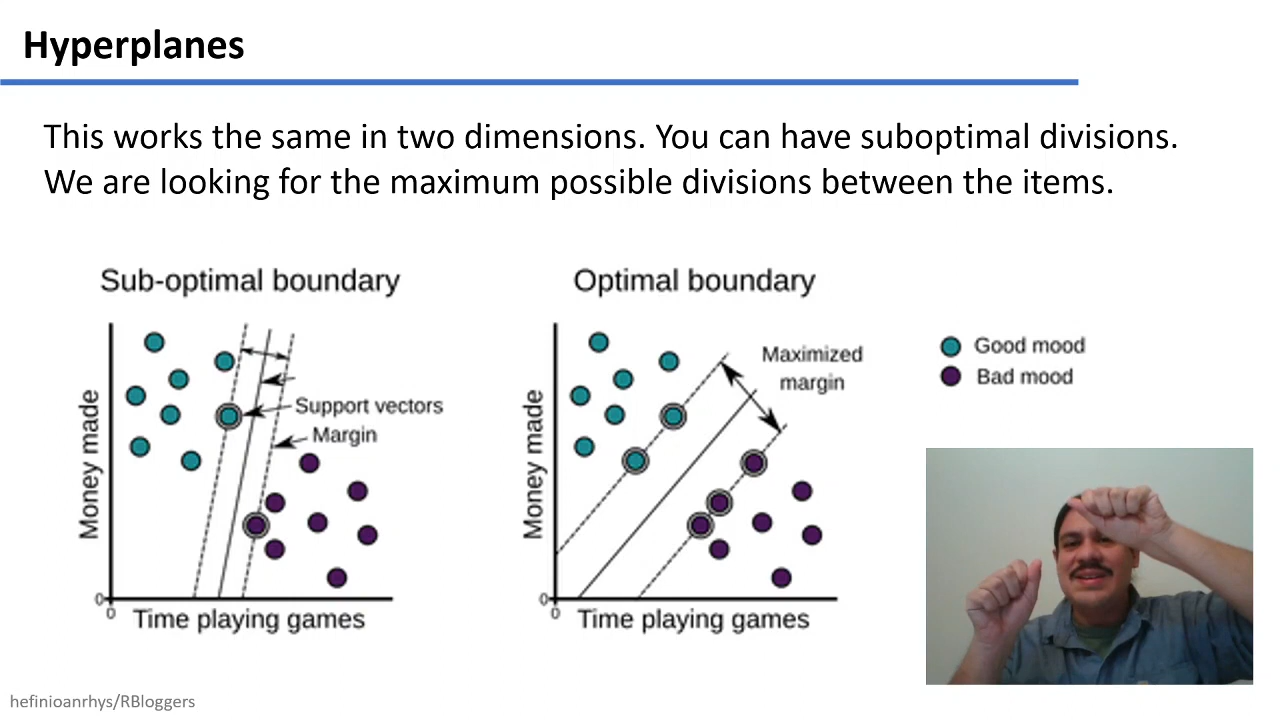 Hyperplanes
This works the same in two dimensions. You can have suboptimal divisions.
We are looking for the maximum possible divisions between the items.
Sub-optimal boundary
Money made
Support vectors
Margin
0
0
Time playing games
Optimal boundary
Money made
Maximized
margin
0
0
Time playing games
Good mood
Bad mood
hefinioanrhys/RBloggers